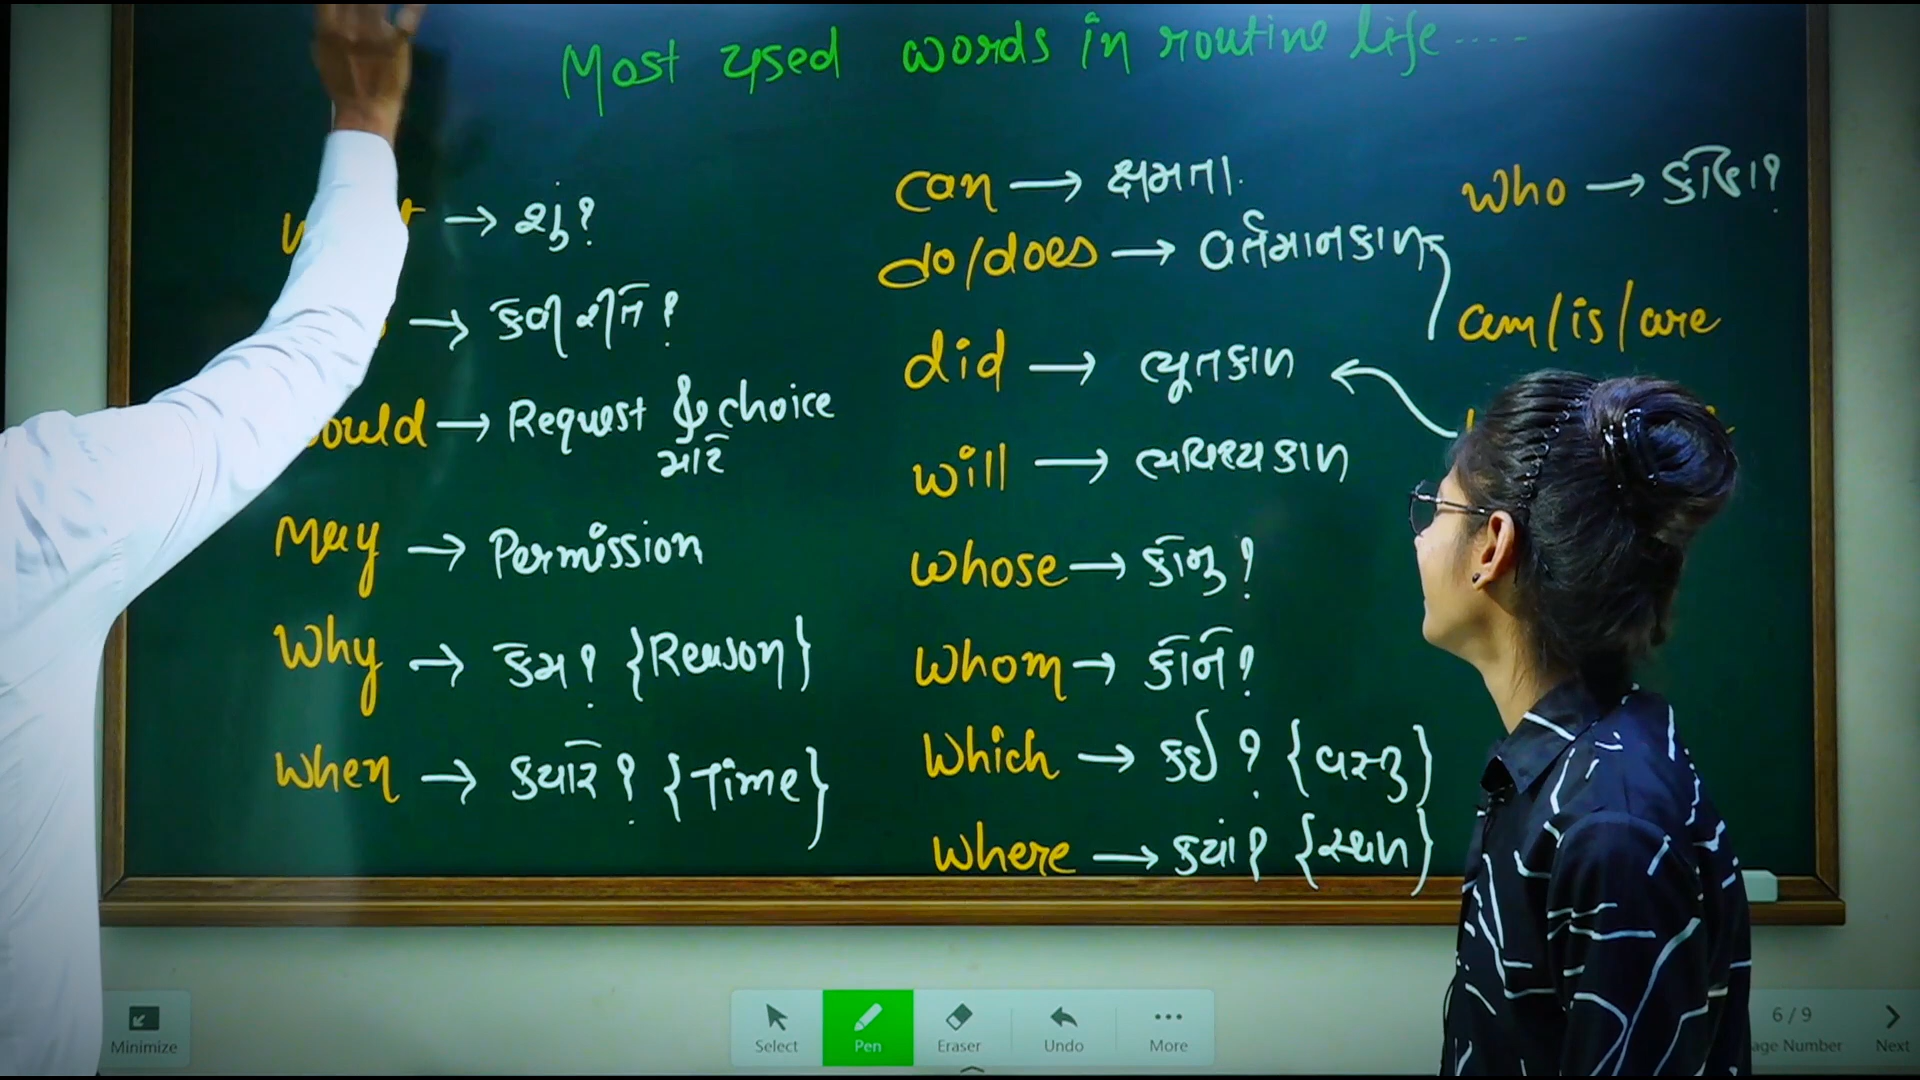 Most used words in routine life....
→ શું?
→ કેવી રીતે?
would → Request & choice
માટે
May → Permission
Why → કેમ? {Reason}
When → ક્યારે? {Time}
can → ક્ષમતા.
do/does → વર્તમાનકાળ
did → ભૂતકાળ
will → ભવિષ્યકાળ
whose → કોનુ?
whom → કોને?
which → કઈ? {વસ્તુ}
where → ક્યાં? {સ્થળ}
who → કોણ?
am/is/are
Minimize
Select
Pen
Eraser
Undo
More
6/9
Next